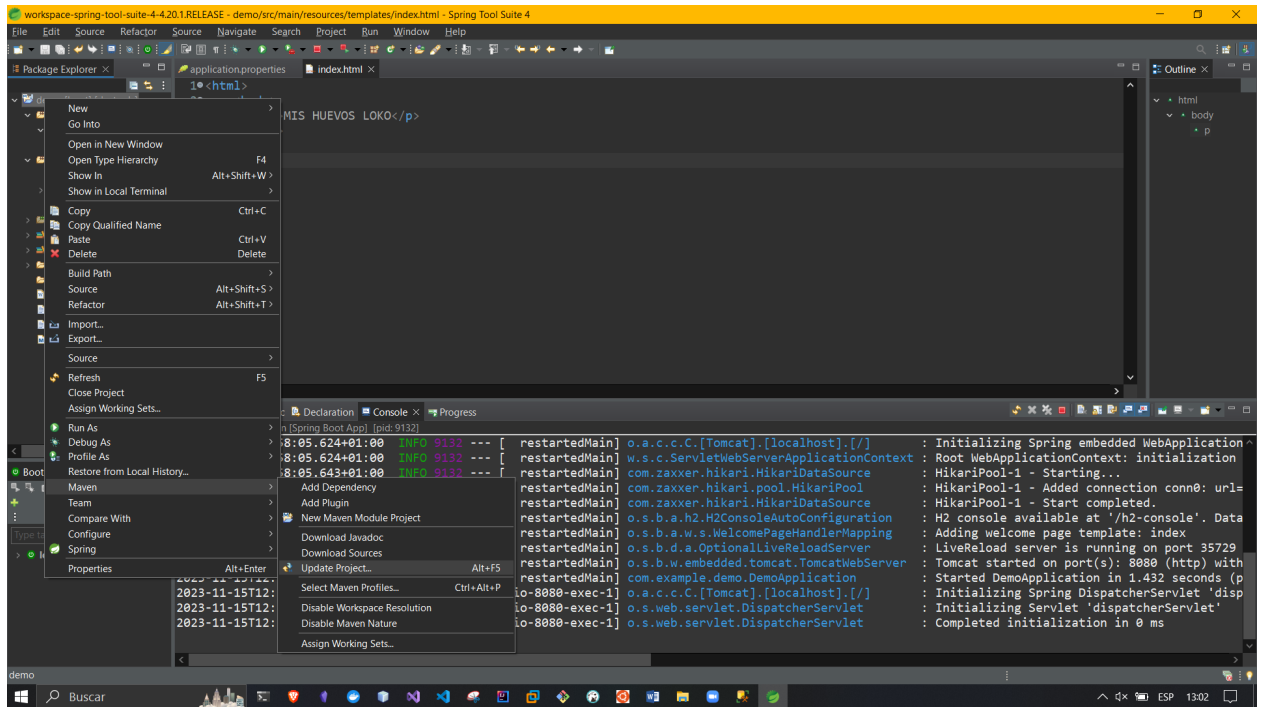 workspace-spring-tool-suite-4-4.20.1.RELEASE - demo/src/main/resources/templates/index.html - Spring Tool Suite 4
File Edit Source Refactor Source Navigate Search Project Run Window Help
Package Explorer
application.properties
index.html
Outline
1 <html>
MIS HUEVOS LOKO</p>
html
body
p
New
Go Into
Open in New Window
Open Type Hierarchy F4
Show In Alt+Shift+W
Show in Local Terminal
Copy Ctrl+C
Copy Qualified Name
Paste Ctrl+V
Delete Delete
Build Path
Source Alt+Shift+S
Refactor Alt+Shift+T
Import...
Export...
Source
Refresh F5
Close Project
Assign Working Sets...
Run As
Debug As
Profile As
Restore from Local History...
Maven
Team
Compare With
Configure
Spring
Properties Alt+Enter
Boot
Type ta
Add Dependency
Add Plugin
New Maven Module Project
Download Javadoc
Download Sources
Update Project... Alt+F5
Select Maven Profiles... Ctrl+Alt+P
Disable Workspace Resolution
Disable Maven Nature
Assign Working Sets...
Declaration Console Progress
[Spring Boot App] [pid: 9132]
8:05.624+01:00 INFO 9132 --- [ restartedMain] o.a.c.c.C.[Tomcat].[localhost].[/] : Initializing Spring embedded WebApplication
8:05.624+01:00 INFO 9132 --- [ restartedMain] w.s.c.ServletWebServerApplicationContext : Root WebApplicationContext: initialization
8:05.643+01:00 INFO 9132 --- [ restartedMain] com.zaxxer.hikari.HikariDataSource : HikariPool-1 - Starting...
restartedMain] com.zaxxer.hikari.pool.HikariPool : HikariPool-1 - Added connection conn0: url=
restartedMain] com.zaxxer.hikari.HikariDataSource : HikariPool-1 - Start completed.
restartedMain] o.s.b.a.h2.H2ConsoleAutoConfiguration : H2 console available at '/h2-console'. Data
restartedMain] o.s.b.a.w.s.WelcomePageHandlerMapping : Adding welcome page template: index
restartedMain] o.s.b.d.a.OptionalLiveReloadServer : LiveReload server is running on port 35729
restartedMain] o.s.b.w.embedded.tomcat.TomcatWebServer : Tomcat started on port(s): 8080 (http) with
restartedMain] com.example.demo.DemoApplication : Started DemoApplication in 1.432 seconds (p
2023-11-15T12: io-8080-exec-1] o.a.c.c.C.[Tomcat].[localhost].[/] : Initializing Spring DispatcherServlet 'disp
2023-11-15T12: io-8080-exec-1] o.s.web.servlet.DispatcherServlet : Initializing Servlet 'dispatcherServlet'
2023-11-15T12: io-8080-exec-1] o.s.web.servlet.DispatcherServlet : Completed initialization in 0 ms
demo
Buscar
ESP 13:02